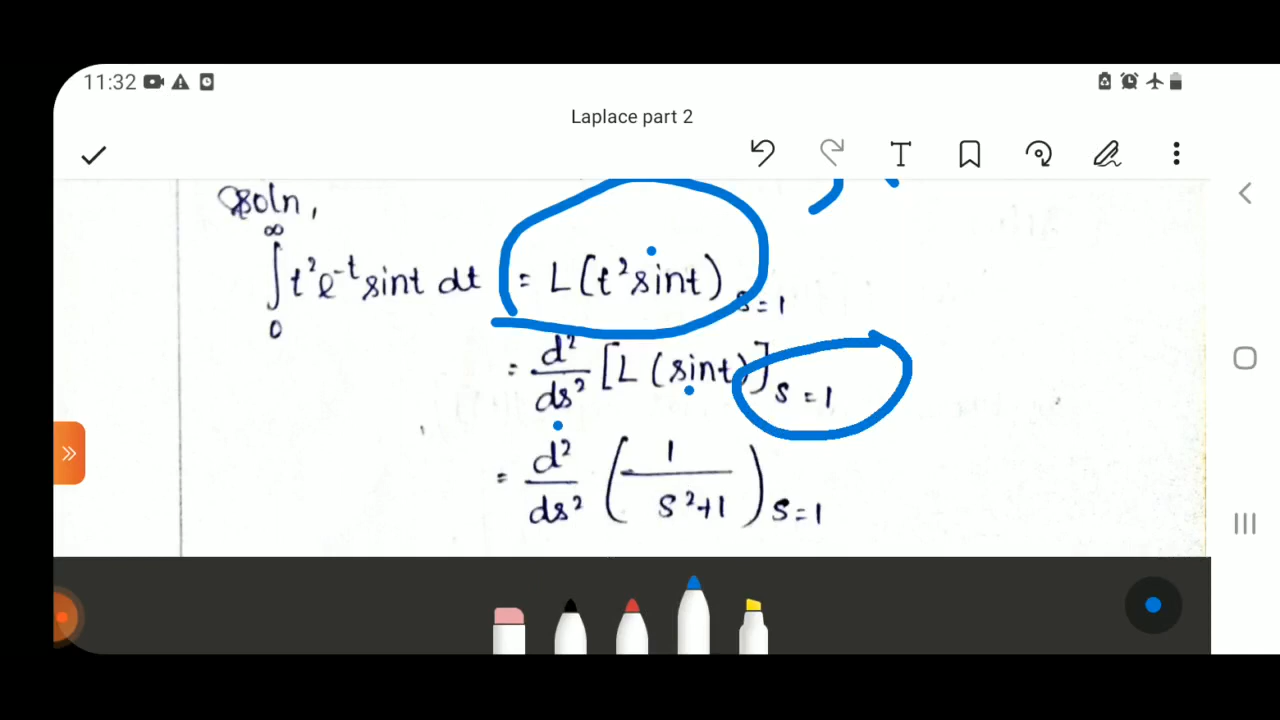 11:32
Laplace part 2
T
soln,
∫₀^∞ t² e^-t sint dt = L(t² sint) s=1
= d²/ds² [L (sint)] s=1
= d²/ds² (1/(s²+1)) s=1